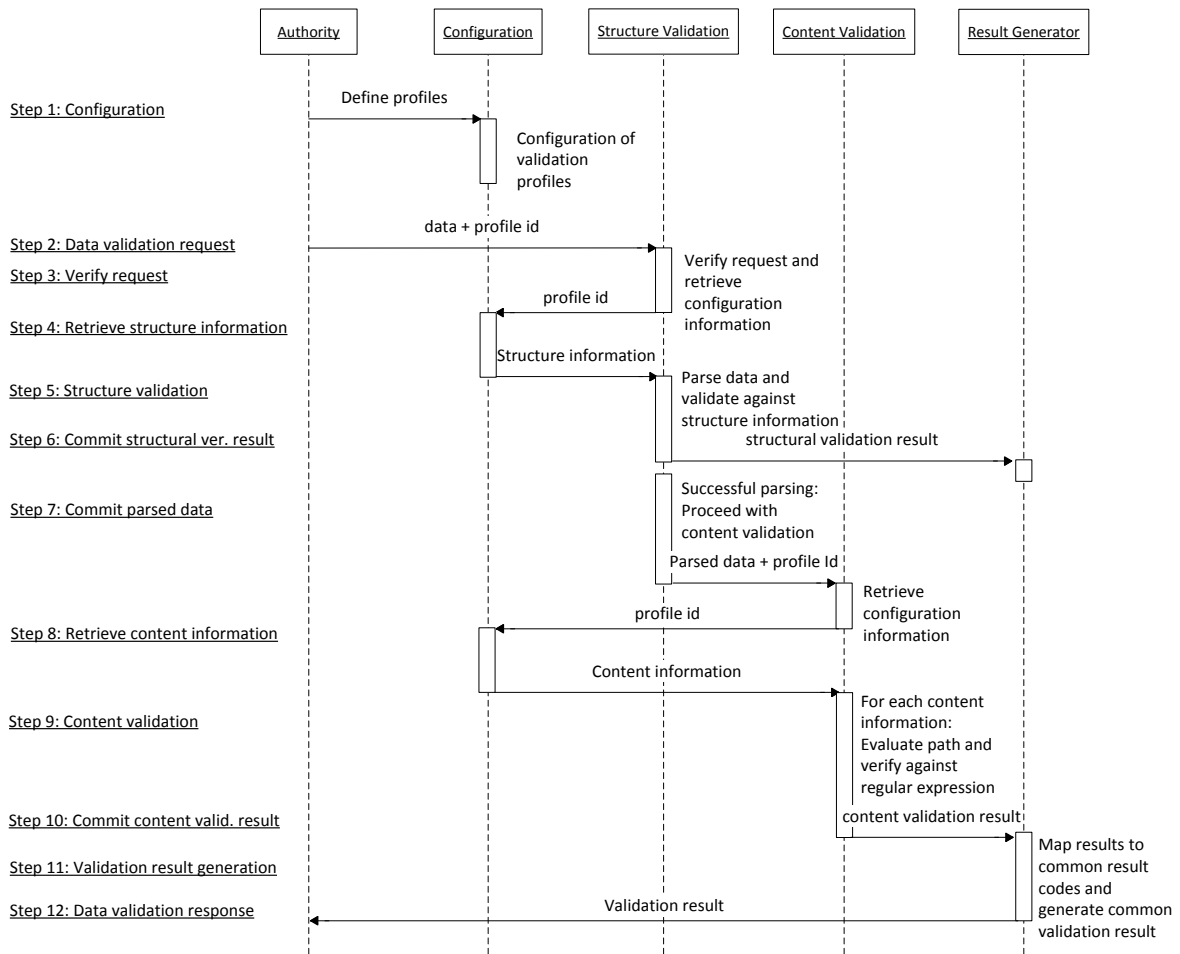 Authority
Configuration
Structure Validation
Content Validation
Result Generator
Step 1: Configuration
Define profiles
Configuration of
validation
profiles
Step 2: Data validation request
data + profile id
Step 3: Verify request
Verify request and
retrieve
configuration
information
profile id
Step 4: Retrieve structure information
Structure information
Step 5: Structure validation
Parse data and
validate against
structure information
Step 6: Commit structural ver. result
structural validation result
Step 7: Commit parsed data
Successful parsing:
Proceed with
content validation
Parsed data + profile Id
Retrieve
configuration
information
profile id
Step 8: Retrieve content information
Content information
Step 9: Content validation
For each content
information:
Evaluate path and
verify against
regular expression
Step 10: Commit content valid. result
content validation result
Step 11: Validation result generation
Map results to
common result
codes and
generate common
validation result
Step 12: Data validation response
Validation result